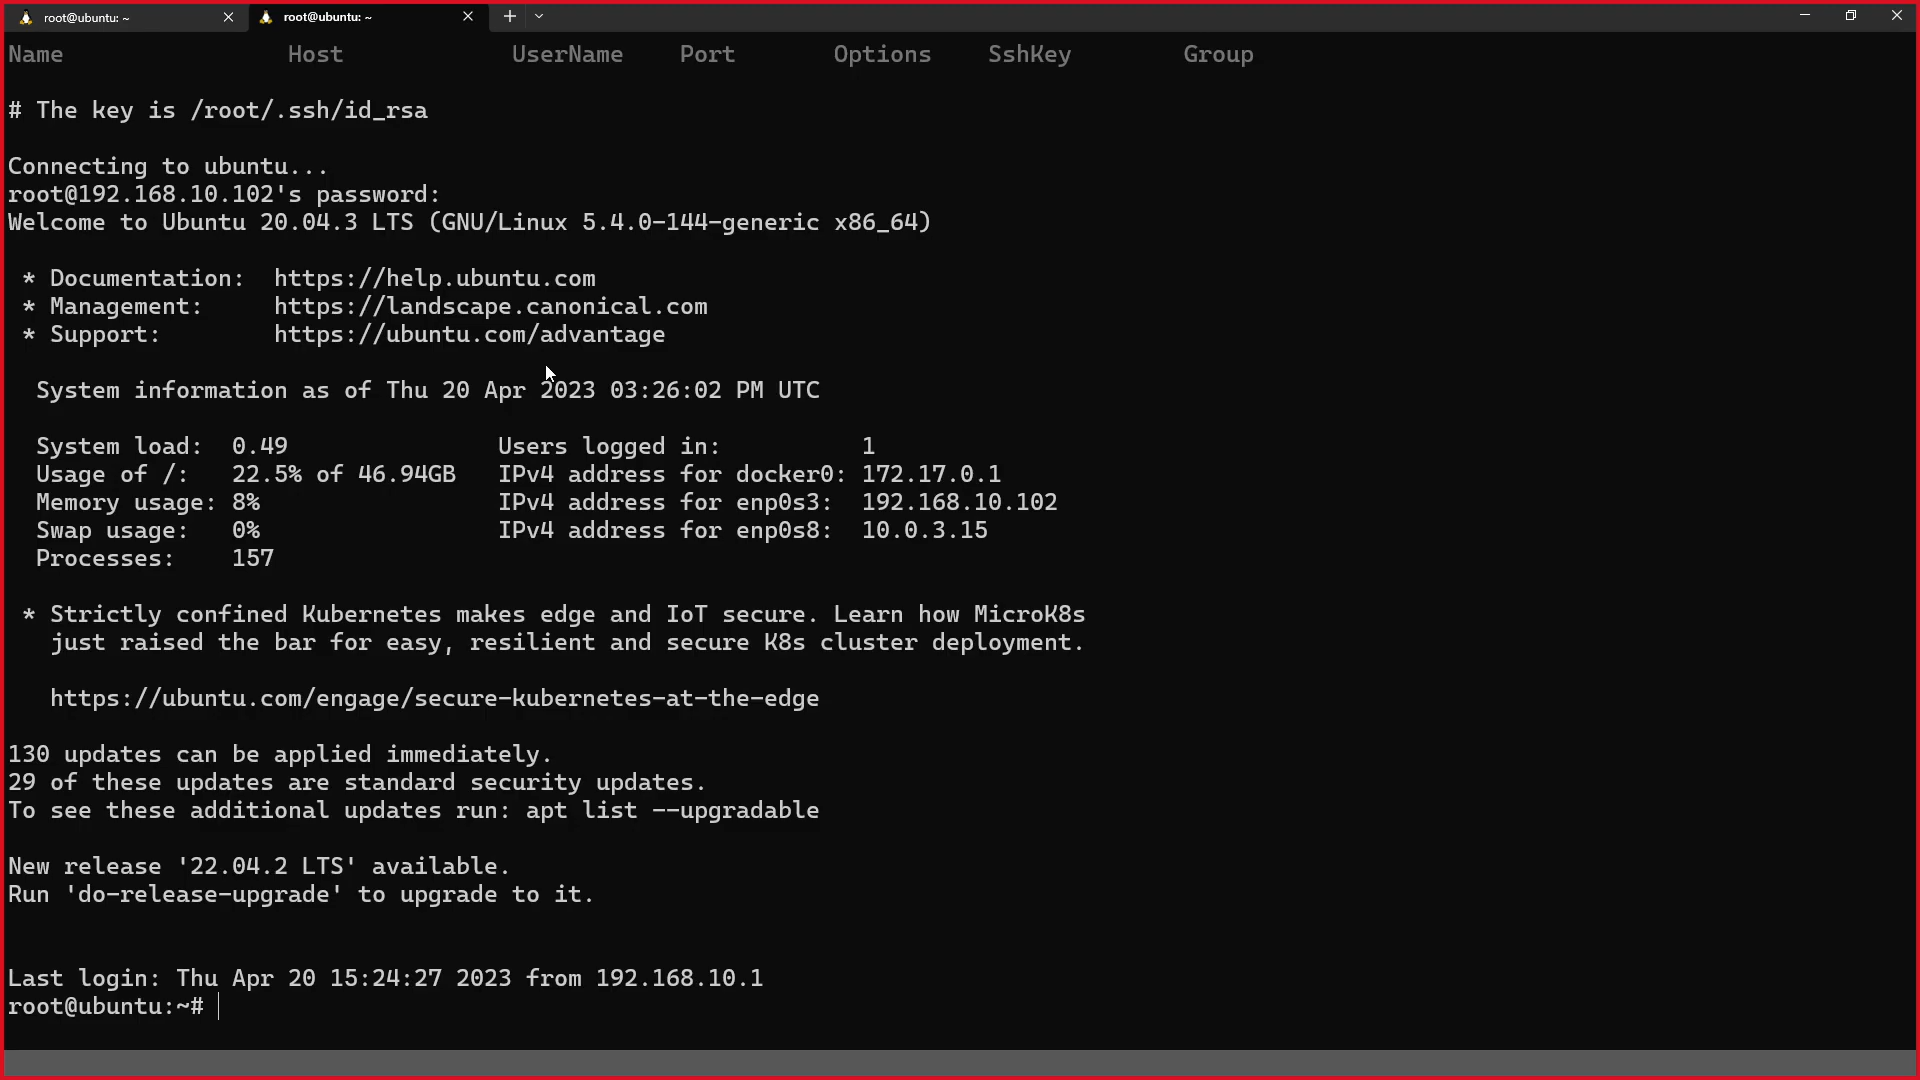 root@ubuntu: ~
root@ubuntu: ~
Name Host UserName Port Options SshKey Group
# The key is /root/.ssh/id_rsa
Connecting to ubuntu...
root@192.168.10.102's password:
Welcome to Ubuntu 20.04.3 LTS (GNU/Linux 5.4.0-144-generic x86_64)
* Documentation: https://help.ubuntu.com
* Management: https://landscape.canonical.com
* Support: https://ubuntu.com/advantage
System information as of Thu 20 Apr 2023 03:26:02 PM UTC
System load: 0.49 Users logged in: 1
Usage of /: 22.5% of 46.94GB IPv4 address for docker0: 172.17.0.1
Memory usage: 8% IPv4 address for enp0s3: 192.168.10.102
Swap usage: 0% IPv4 address for enp0s8: 10.0.3.15
Processes: 157
* Strictly confined Kubernetes makes edge and IoT secure. Learn how MicroK8s
just raised the bar for easy, resilient and secure K8s cluster deployment.
https://ubuntu.com/engage/secure-kubernetes-at-the-edge
130 updates can be applied immediately.
29 of these updates are standard security updates.
To see these additional updates run: apt list --upgradable
New release '22.04.2 LTS' available.
Run 'do-release-upgrade' to upgrade to it.
Last login: Thu Apr 20 15:24:27 2023 from 192.168.10.1
root@ubuntu:~#